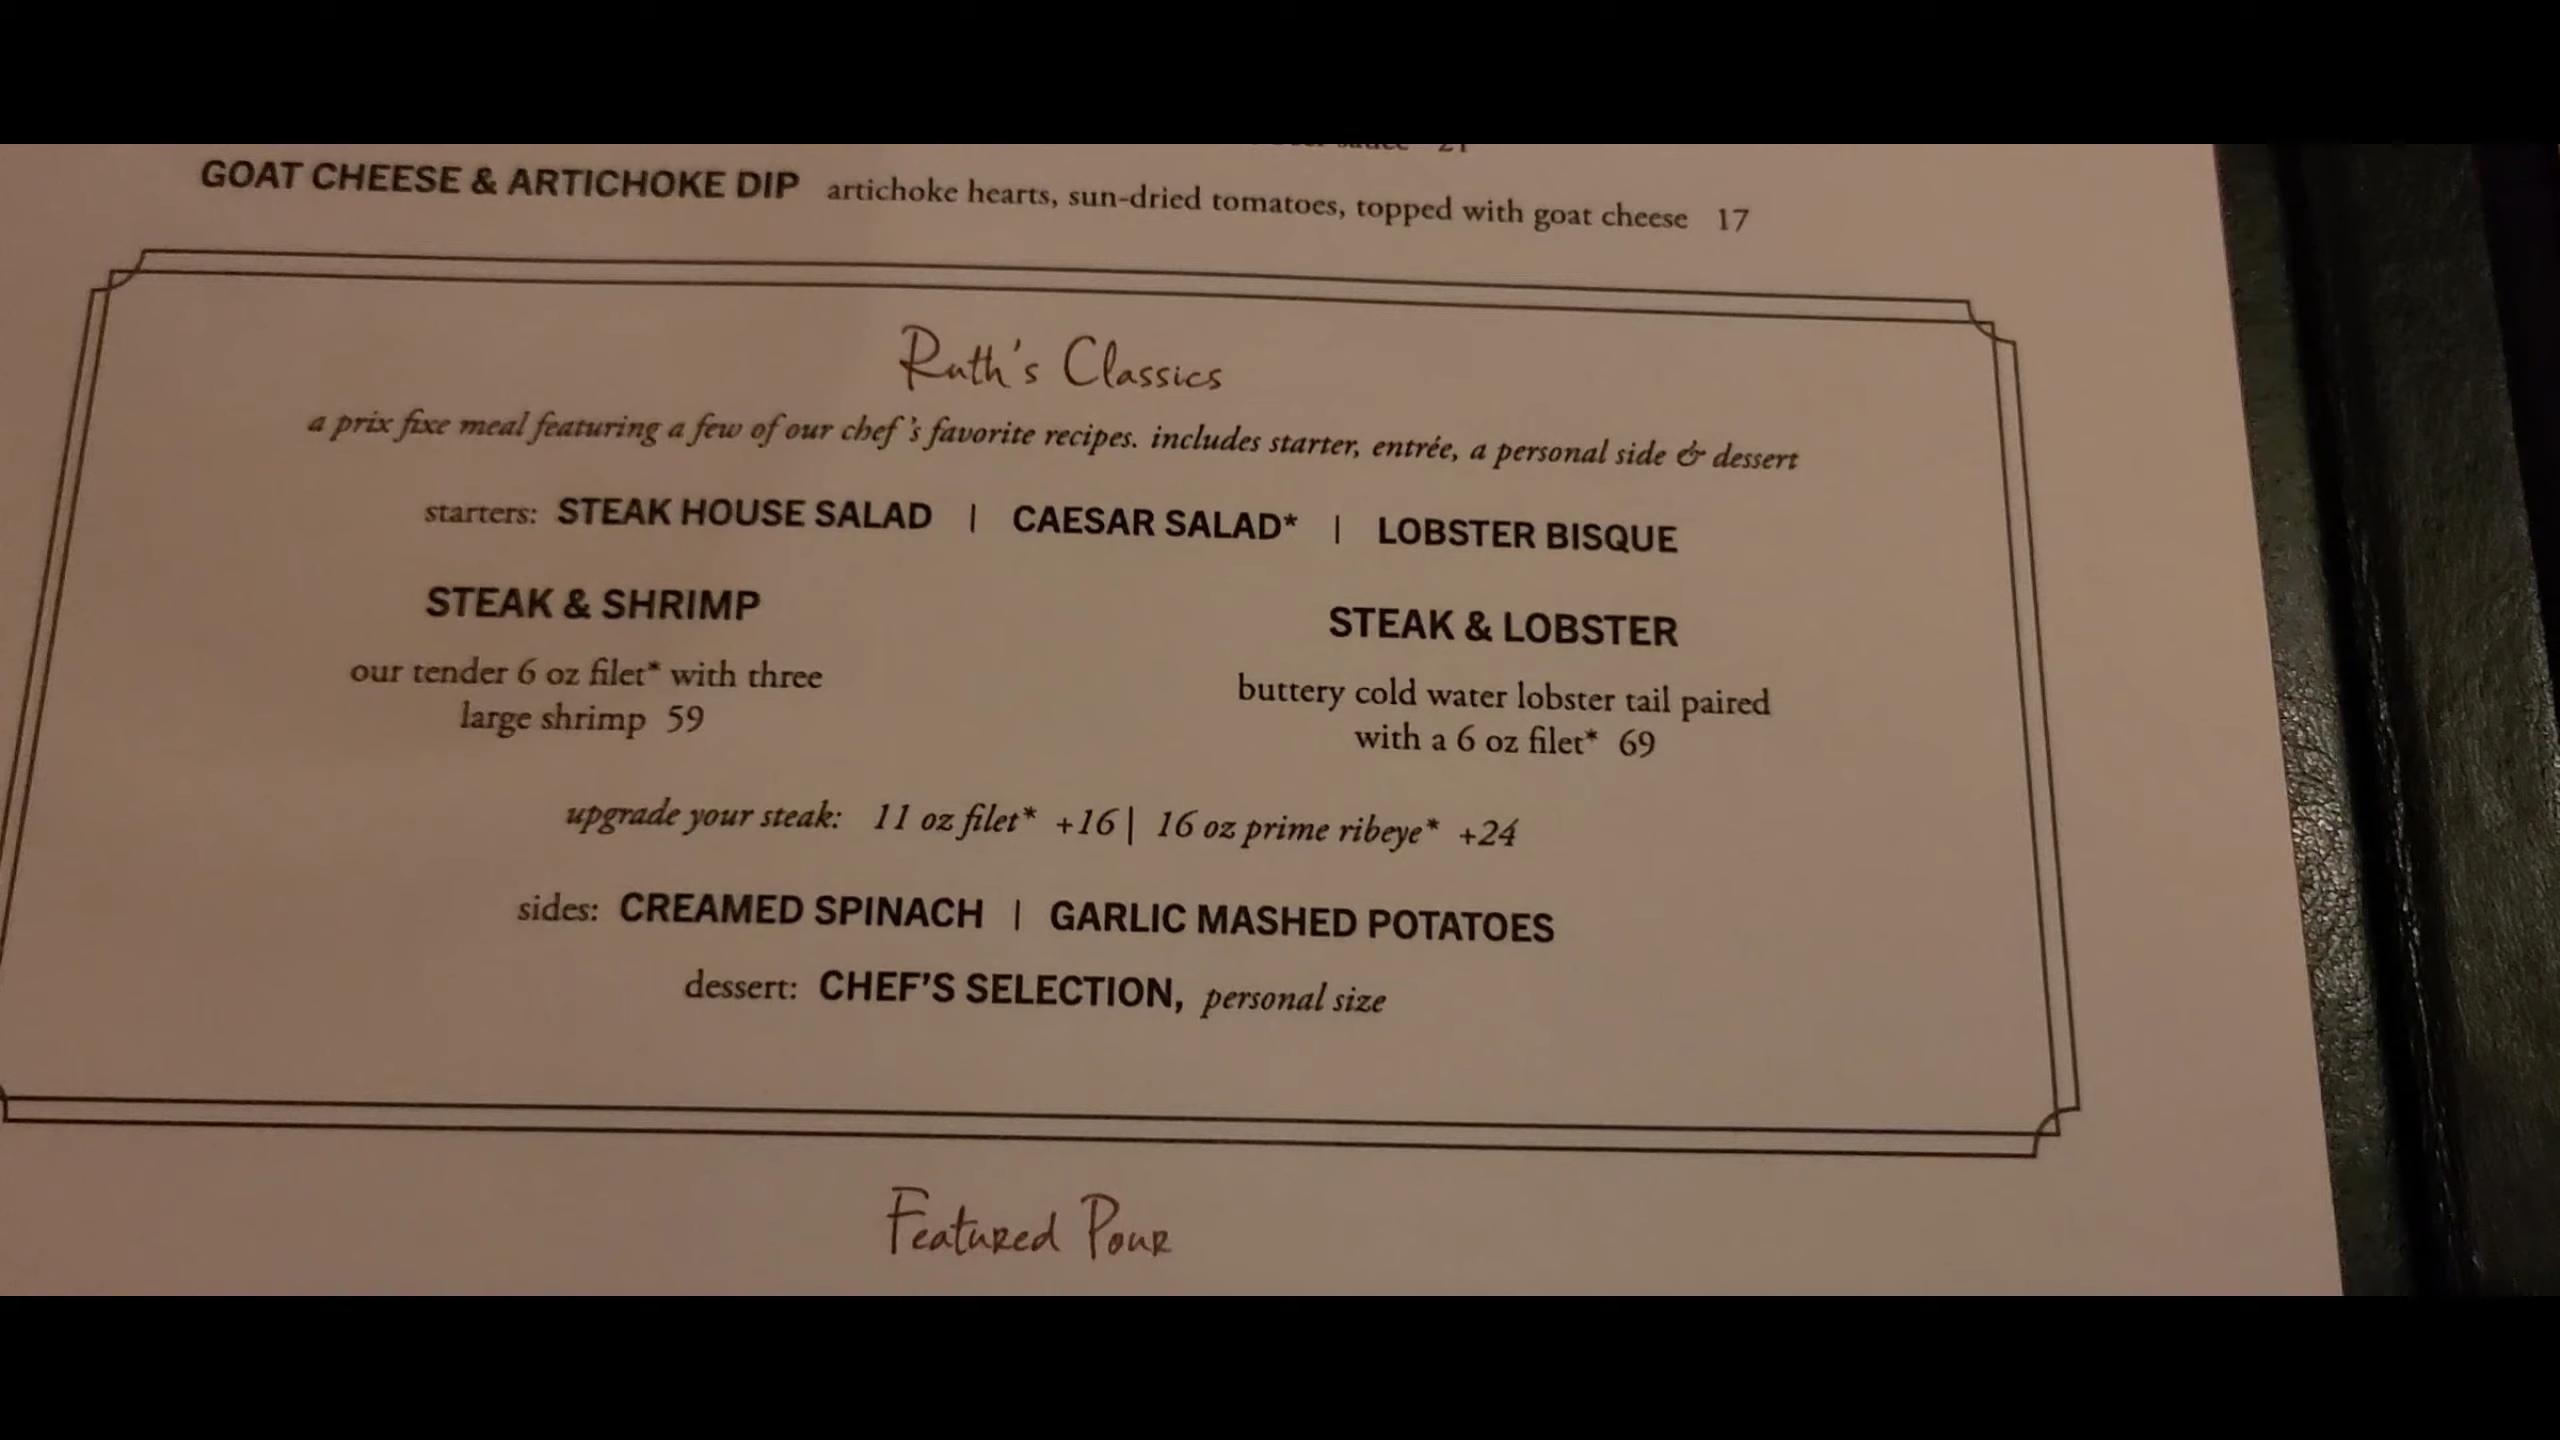 GOAT CHEESE & ARTICHOKE DIP artichoke hearts, sun-dried tomatoes, topped with goat cheese 17
Ruth's Classics
a prix fixe meal featuring a few of our chef's favorite recipes. includes starter, entrée, a personal side & dessert
starters: STEAK HOUSE SALAD | CAESAR SALAD* | LOBSTER BISQUE
STEAK & SHRIMP
our tender 6 oz filet* with three
large shrimp 59
STEAK & LOBSTER
buttery cold water lobster tail paired
with a 6 oz filet* 69
upgrade your steak: 11 oz filet* +16 | 16 oz prime ribeye* +24
sides: CREAMED SPINACH | GARLIC MASHED POTATOES
dessert: CHEF'S SELECTION, personal size
Featured Pour